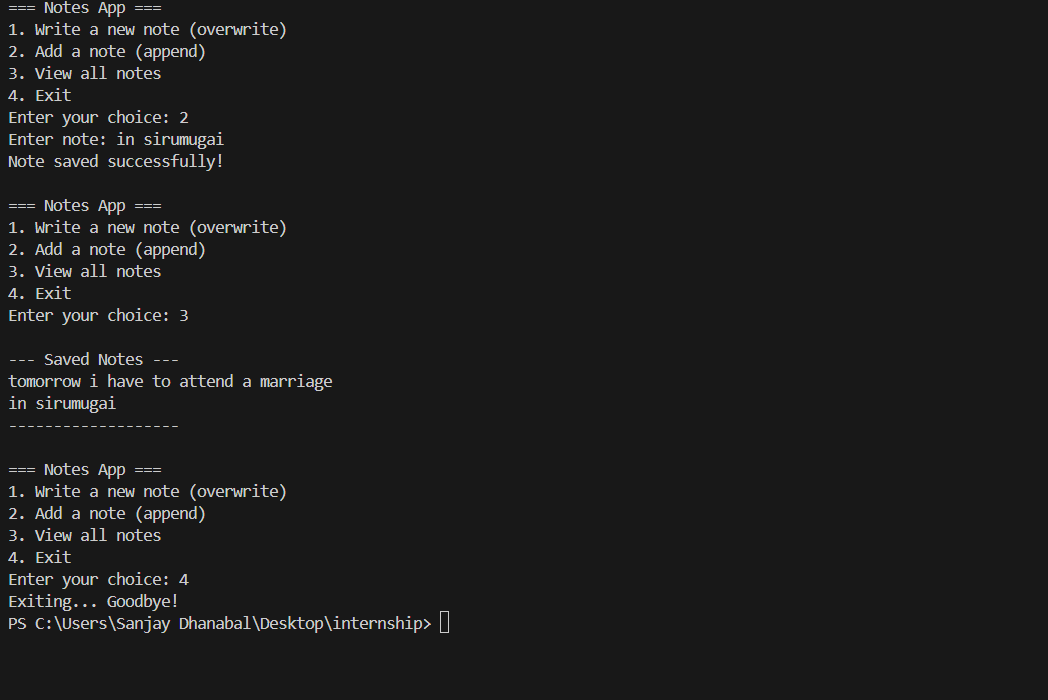 === Notes App ===
1. Write a new note (overwrite)
2. Add a note (append)
3. View all notes
4. Exit
Enter your choice: 2
Enter note: in sirumugai
Note saved successfully!
=== Notes App ===
1. Write a new note (overwrite)
2. Add a note (append)
3. View all notes
4. Exit
Enter your choice: 3
--- Saved Notes ---
tomorrow i have to attend a marriage
in sirumugai
-------------------
=== Notes App ===
1. Write a new note (overwrite)
2. Add a note (append)
3. View all notes
4. Exit
Enter your choice: 4
Exiting... Goodbye!
PS C:\Users\Sanjay Dhanabal\Desktop\internship>